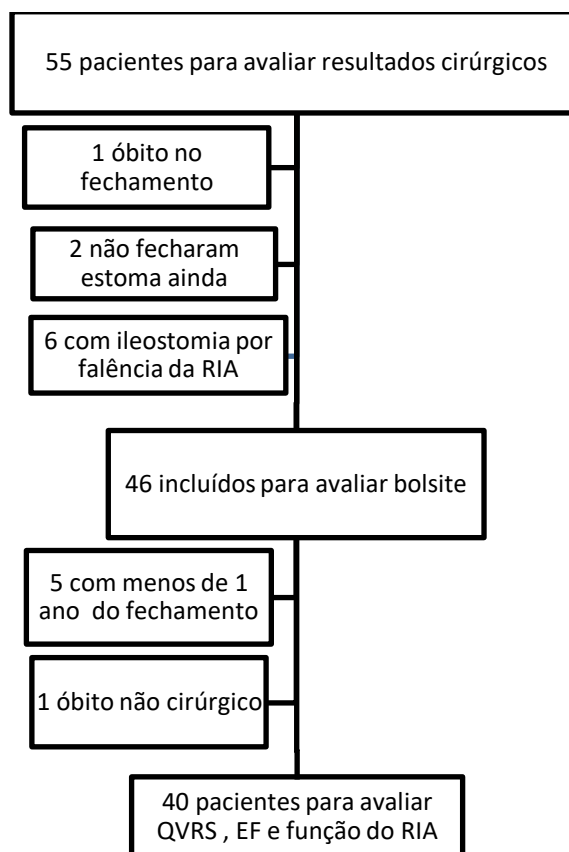 55 pacientes para avaliar resultados cirúrgicos
1 óbito no
fechamento
2 não fecharam
estoma ainda
6 com ileostomia por
falência da RIA
46 incluídos para avaliar bolsite
5 com menos de 1
ano do fechamento
1 óbito não cirúrgico
40 pacientes para avaliar
QVRS , EF e função do RIA